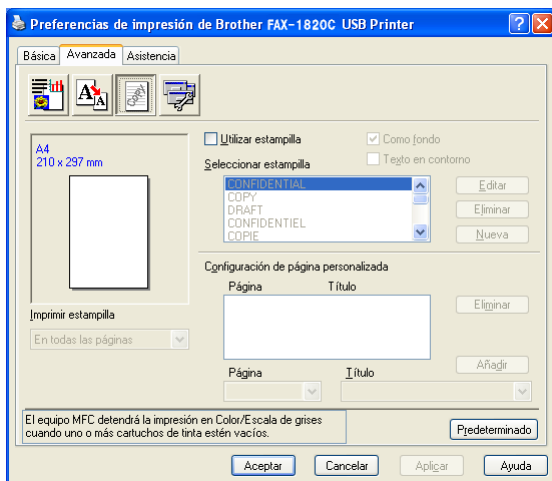 Preferencias de impresión de Brother FAX-1820C USB Printer
Básica Avanzada Asistencia
A4
210 x 297 mm
Imprimir estampilla
En todas las páginas
Utilizar estampilla
Como fondo
Texto en contorno
Seleccionar estampilla
CONFIDENTIAL
COPY
DRAFT
CONFIDENTIEL
COPIE
Editar
Eliminar
Nueva
Configuración de página personalizada
Página Título
Eliminar
Añadir
Página Título
El equipo MFC detendrá la impresión en Color/Escala de grises
cuando uno o más cartuchos de tinta estén vacíos.
Predeterminado
Aceptar Cancelar Aplicar Ayuda